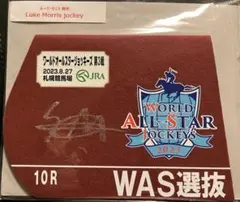 ルーク・モリス 騎手
Luke Morris Jockey
ワールドオールスタージョッキーズ 第3戦
2023.8.27
札幌競馬場
JRA
WORLD
ALL-STAR
JOCKEYS
2023
10R
WAS選抜